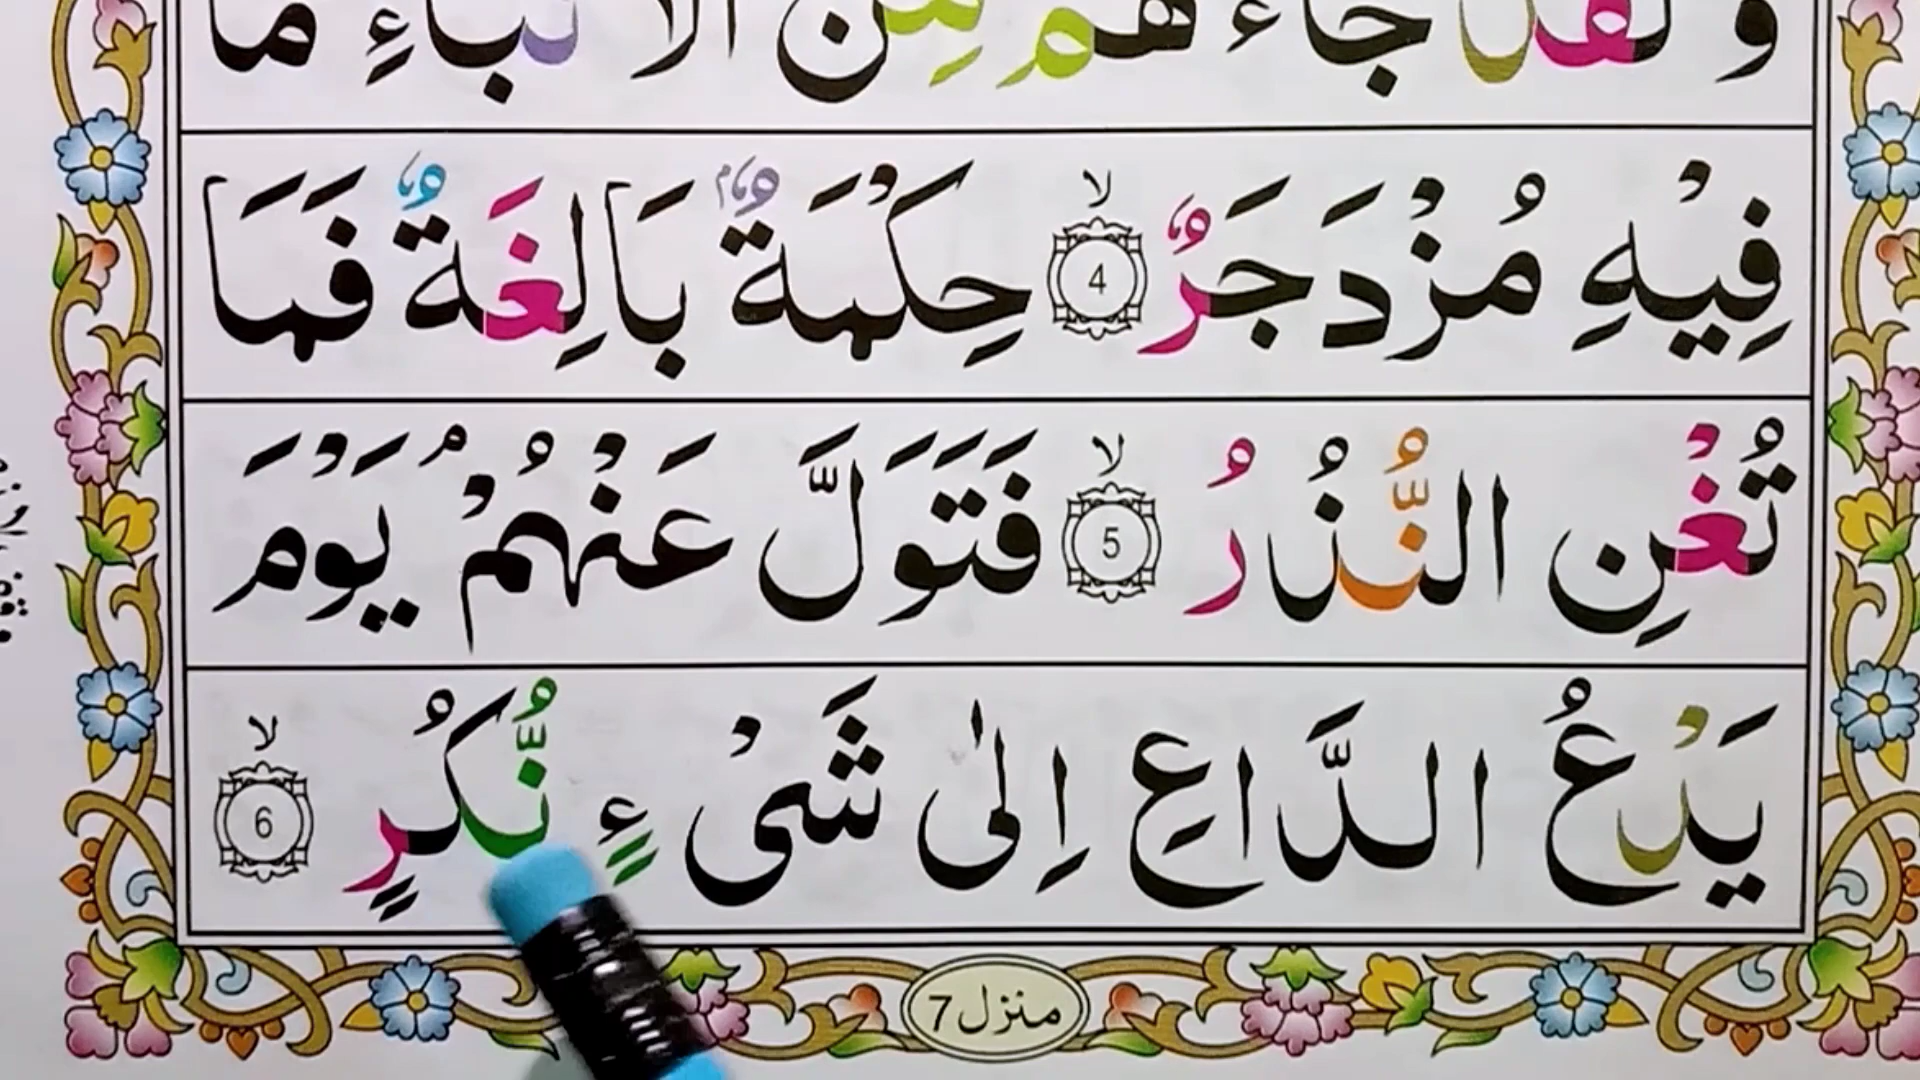 وَلَقَدْ جَآءَهُمْ مِّنَ الْاَنْۢبَآءِ مَا
فِيْهِ مُزْدَجَرٌ ۙ‏ 4 حِكْمَةٌ ۢ بَالِغَةٌ فَمَا
تُغْنِ النُّذُرُ ۙ‏ 5 فَتَوَلَّ عَنْهُمْ ۘ يَوْمَ
يَدْعُ الدَّاعِ اِلٰى شَىْءٍ نُّكُرٍ ۙ‏ 6
منزل 7